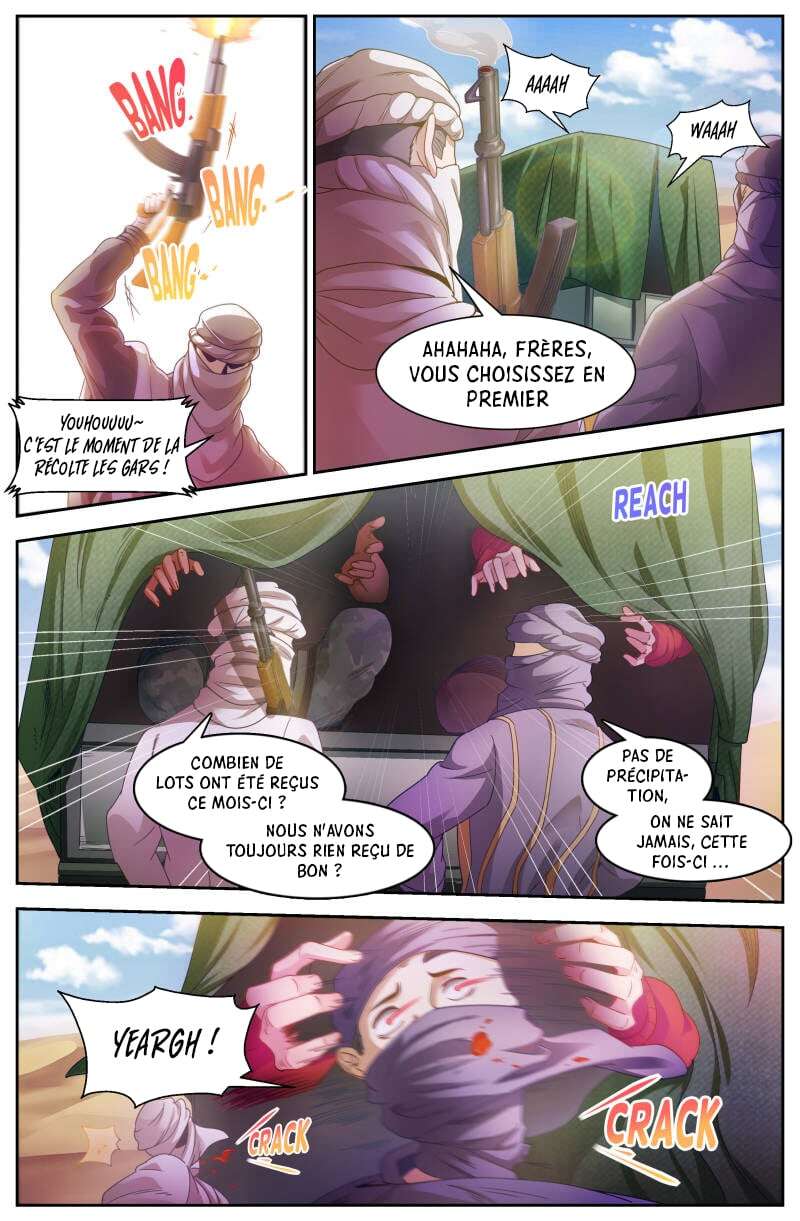 BANG.
BANG.
BANG
YOUHOUUUU~
C'EST LE MOMENT DE LA
RÉCOLTE LES GARS !
AAAAH
WAAAH
AHAHAHA, FRÈRES,
VOUS CHOISISSEZ EN
PREMIER
REACH
COMBIEN DE
LOTS ONT ÉTÉ REÇUS
CE MOIS-CI ?
NOUS N'AVONS
TOUJOURS RIEN REÇU DE
BON ?
PAS DE
PRÉCIPITA-
TION,
ON NE SAIT
JAMAIS, CETTE
FOIS-CI ...
YEARGH !
CRACK
CRACK